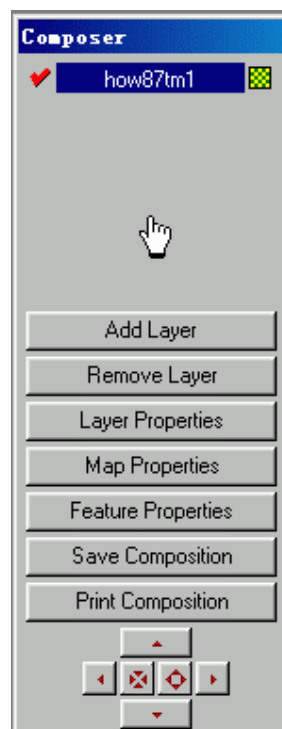 Composer
how87tm1
Add Layer
Remove Layer
Layer Properties
Map Properties
Feature Properties
Save Composition
Print Composition